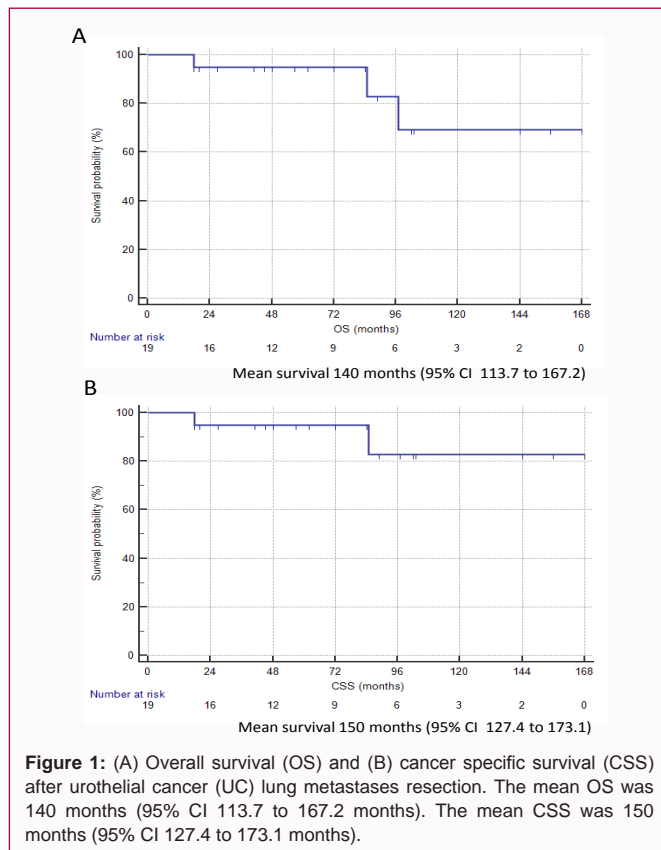 A
Survival probability (%)
100
80
60
40
20
0
0 24 48 72 96 120 144 168
OS (months)
Number at risk
19 16 12 9 6 3 2 0
Mean survival 140 months (95% CI 113.7 to 167.2)
B
Survival probability (%)
100
80
60
40
20
0
0 24 48 72 96 120 144 168
CSS (months)
Number at risk
19 16 12 9 6 3 2 0
Mean survival 150 months (95% CI 127.4 to 173.1)
Figure 1: (A) Overall survival (OS) and (B) cancer specific survival (CSS)
after urothelial cancer (UC) lung metastases resection. The mean OS was
140 months (95% CI 113.7 to 167.2 months). The mean CSS was 150
months (95% CI 127.4 to 173.1 months).